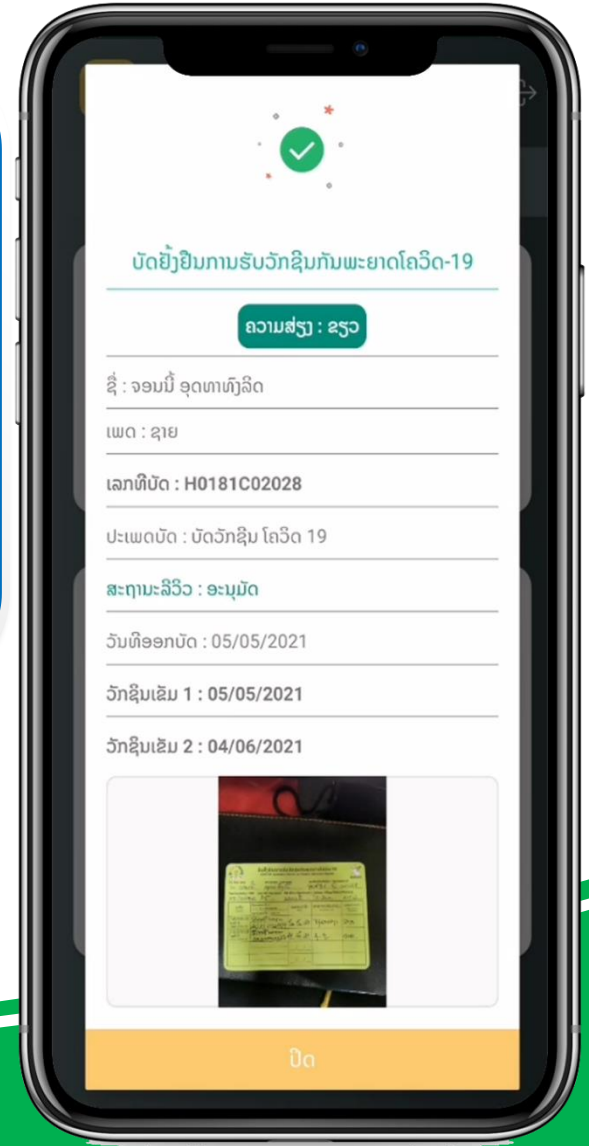 ບັດຢັ້ງຢືນການຮັບວັກຊີນກັນພະຍາດໂຄວິດ-19
ຄວາມສ່ຽງ : ຂຽວ
ຊື່ : ຈອນນີ້ ອຸດທາທົງລິດ
ເພດ : ຊາຍ
ເລກທີບັດ : H0181C02028
ປະເພດບັດ : ບັດວັກຊີນ ໂຄວິດ 19
ສະຖານະລີວິວ : ອະນຸມັດ
ວັນທີອອກບັດ : 05/05/2021
ວັກຊິນເຂັມ 1 : 05/05/2021
ວັກຊິນເຂັມ 2 : 04/06/2021
ປິດ